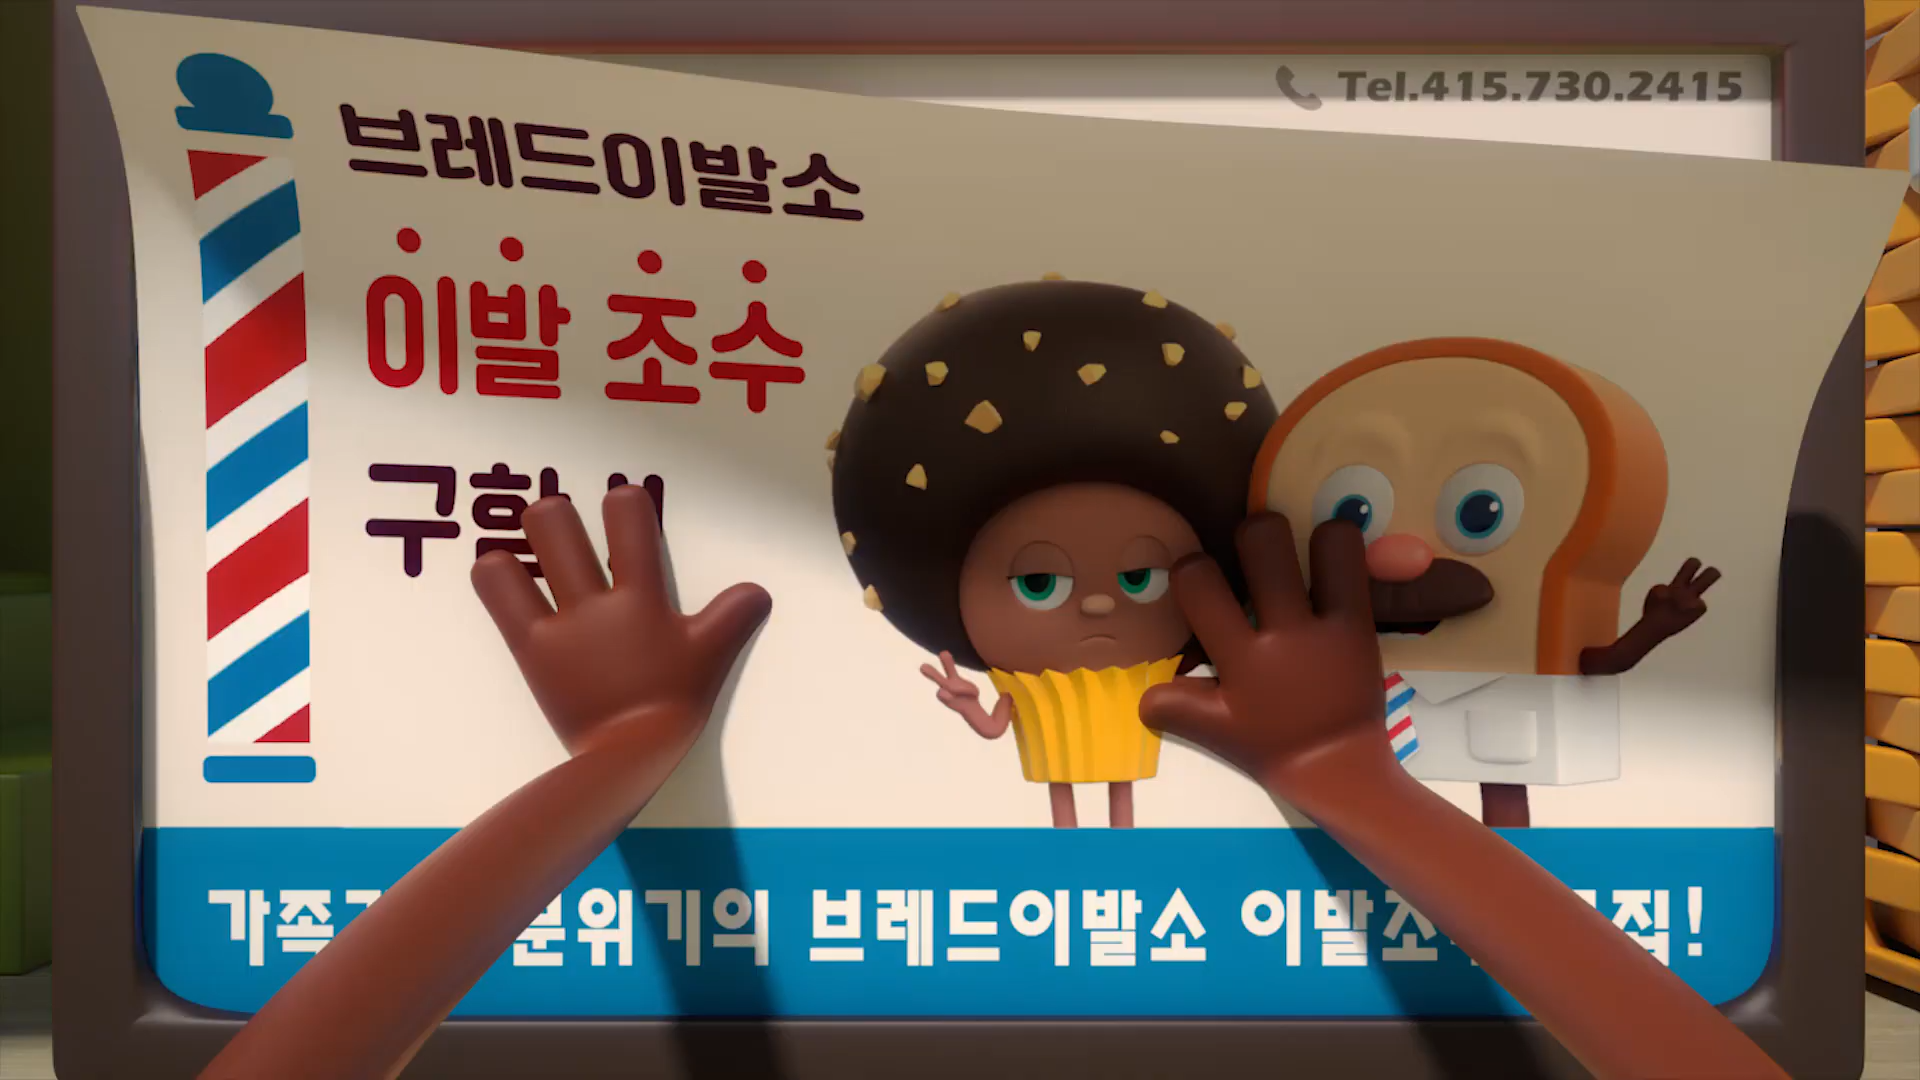 Tel.415.730.2415
브레드이발소
이발 조수
구함!!
분위기의 브레드이발소 이발조